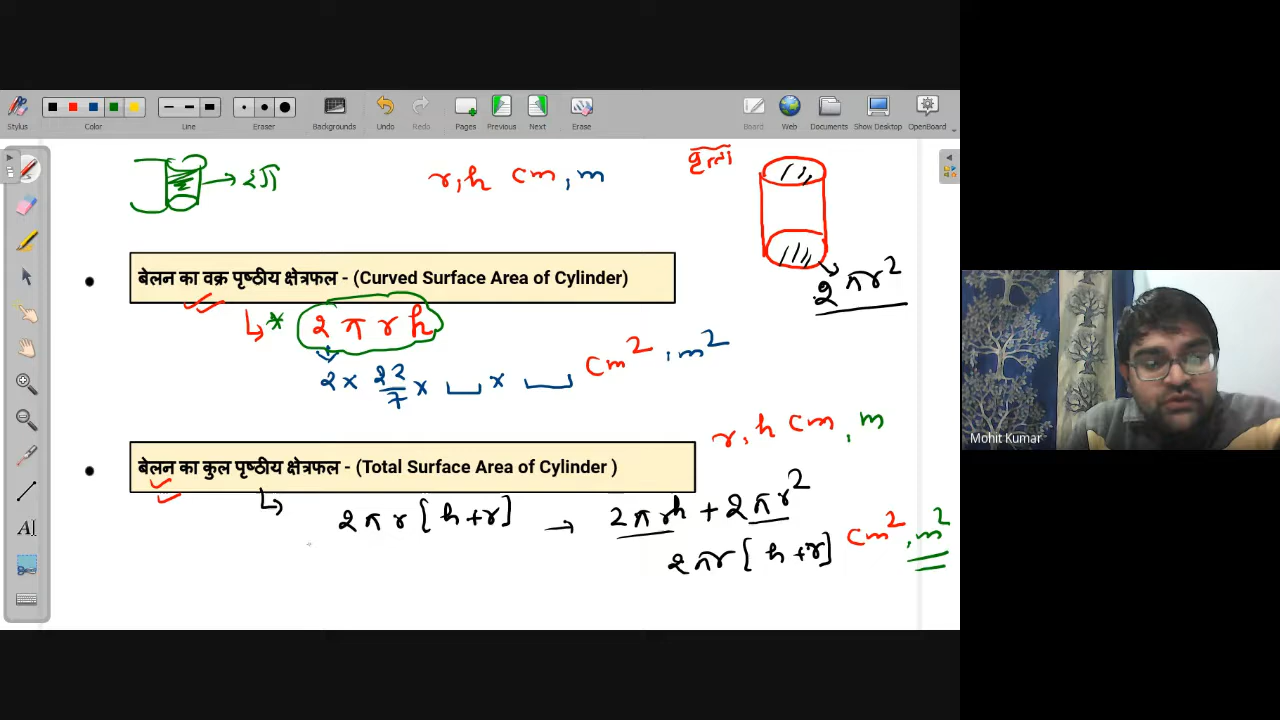 Stylus Color Line Eraser Backgrounds Undo Redo Pages Previous Next Erase Board Web Documents Show Desktop OpenBoard
→ 2π
r, h cm, m
बेलन का वक्र पृष्ठीय क्षेत्रफल - (Curved Surface Area of Cylinder)
2πr²
* 2πrh
2 × 22/7 × × cm², m²
r, h cm, m
Mohit Kumar
बेलन का कुल पृष्ठीय क्षेत्रफल - (Total Surface Area of Cylinder )
2πr[h+r] → 2πrh + 2πr²
2πr[h+r] cm², m²